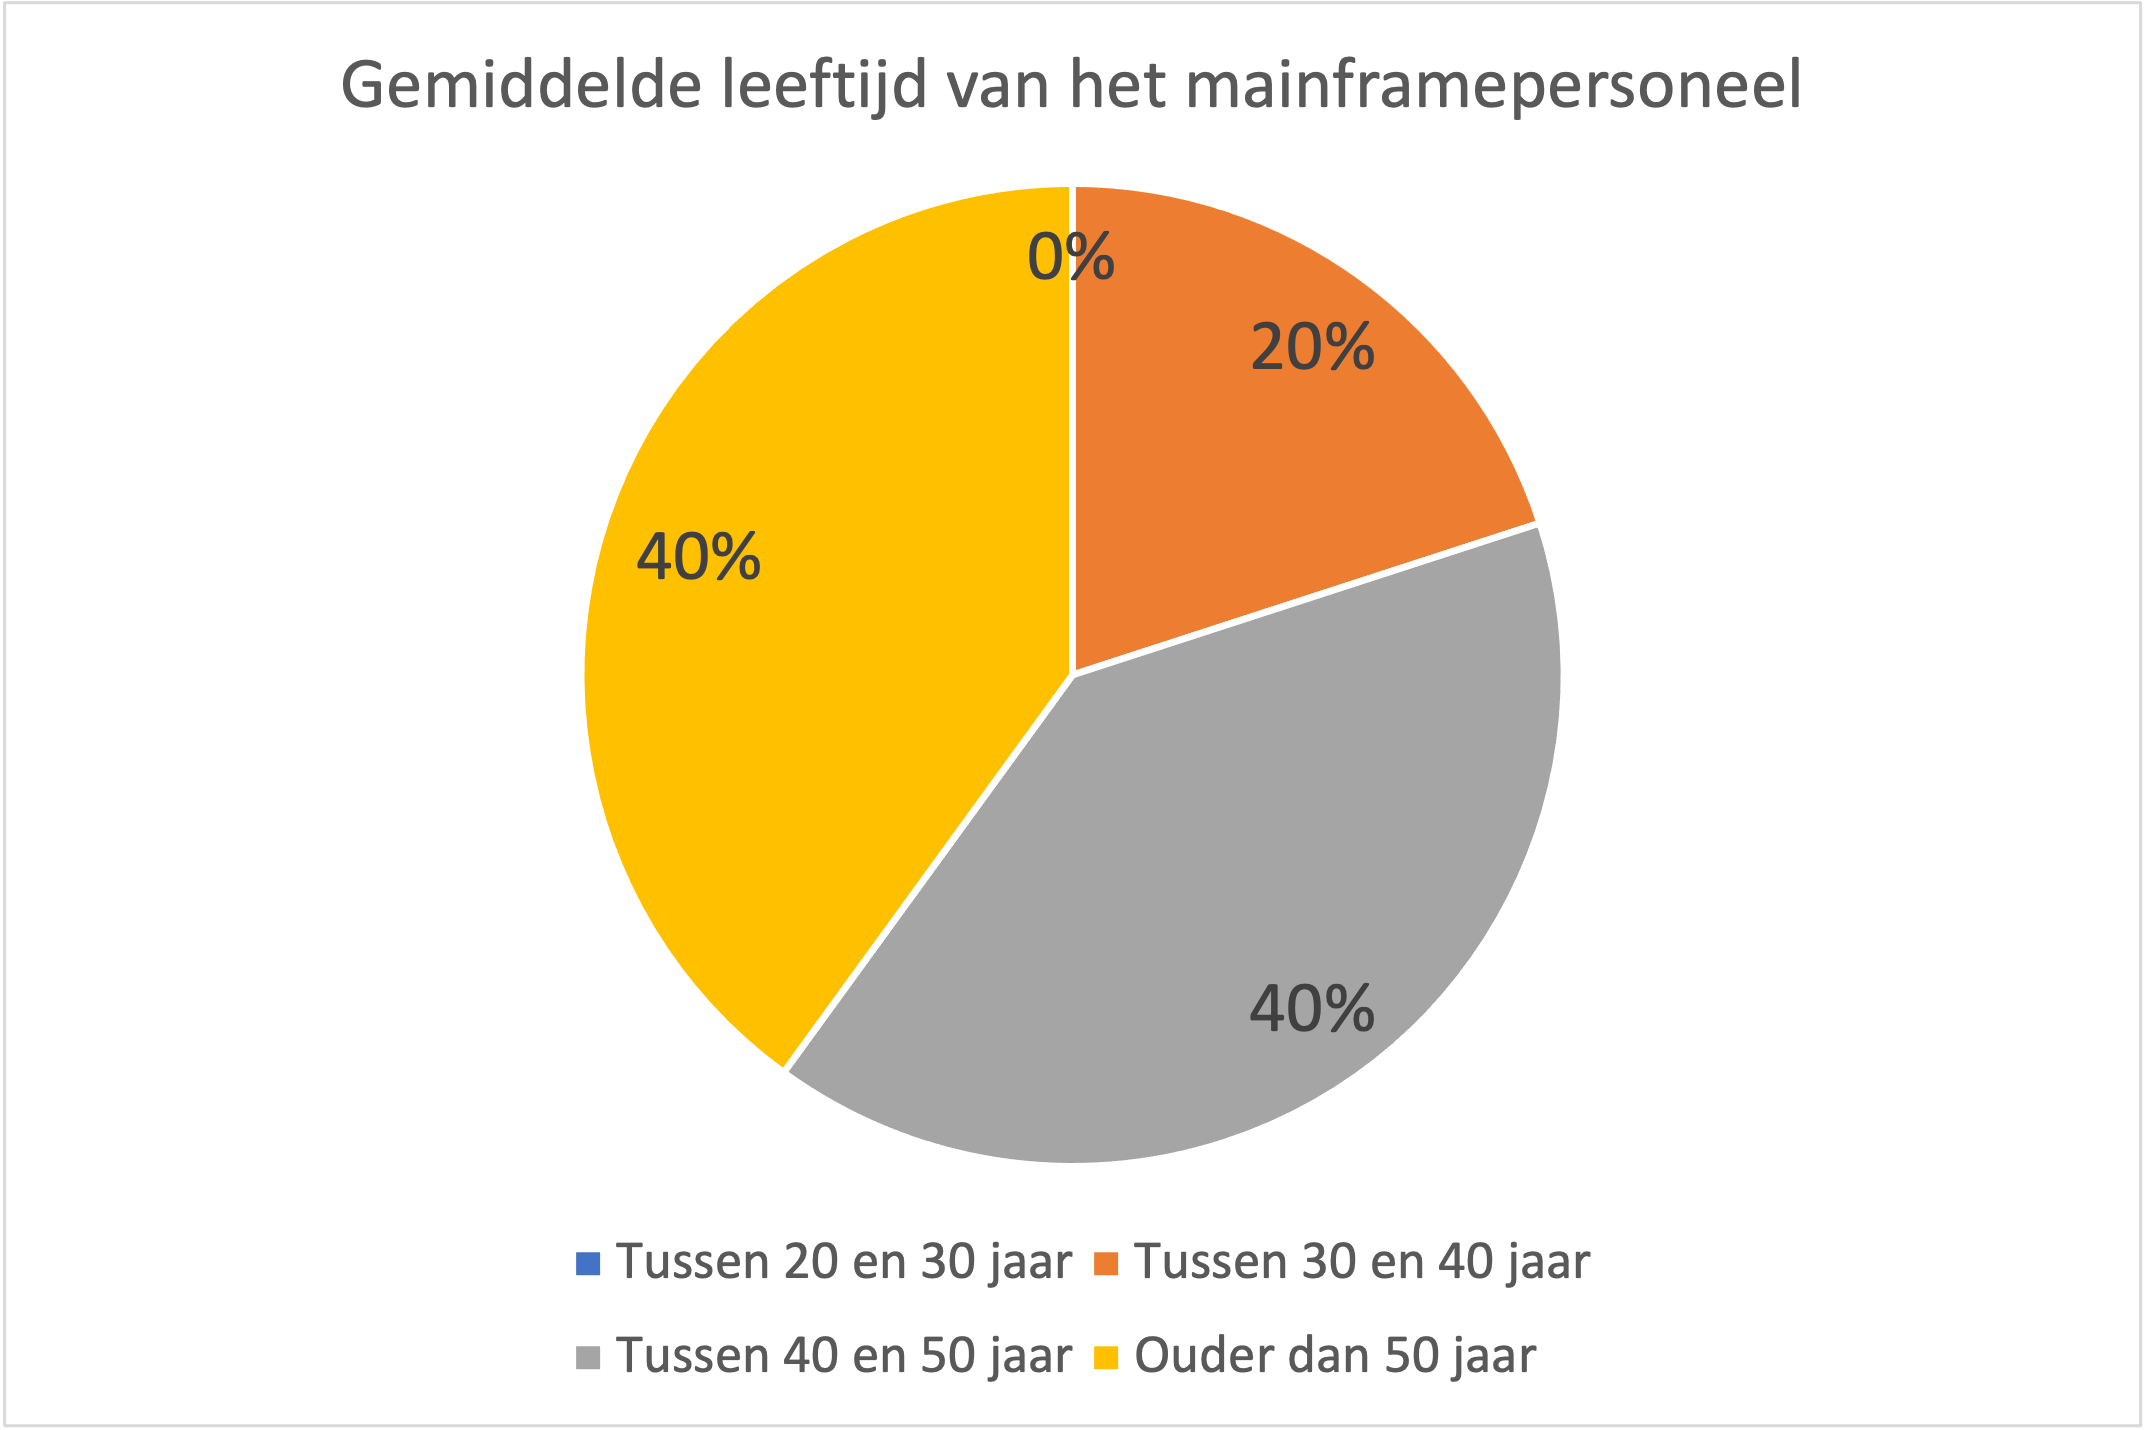 Gemiddelde leeftijd van het mainframepersoneel
0%
20%
40%
40%
Tussen 20 en 30 jaar
Tussen 30 en 40 jaar
Tussen 40 en 50 jaar
Ouder dan 50 jaar